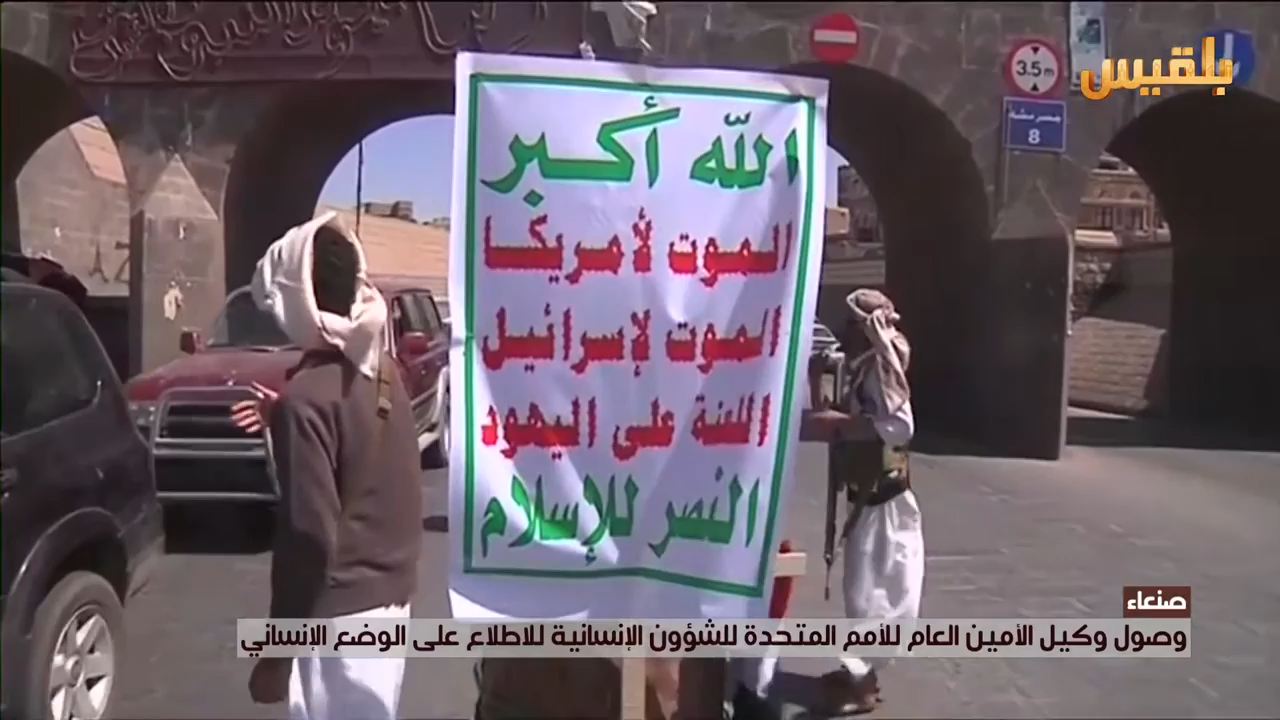 بلقيس
3.5m
8
الله أكبر
الموت لأمريكا
الموت لإسرائيل
اللعنة على اليهود
النصر للإسلام
صنعاء
وصول وكيل الأمين العام للأمم المتحدة للشؤون الإنسانية للاطلاع على الوضع الإنساني